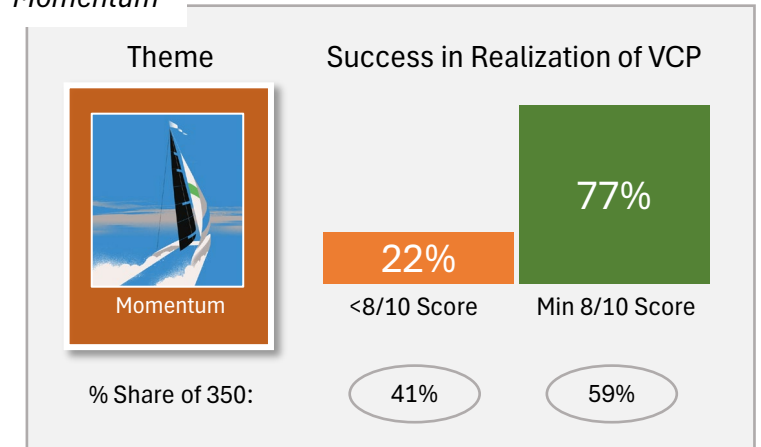 Momentum
Theme
Success in Realization of VCP
77%
22%
Momentum
<8/10 Score
Min 8/10 Score
% Share of 350:
41%
59%